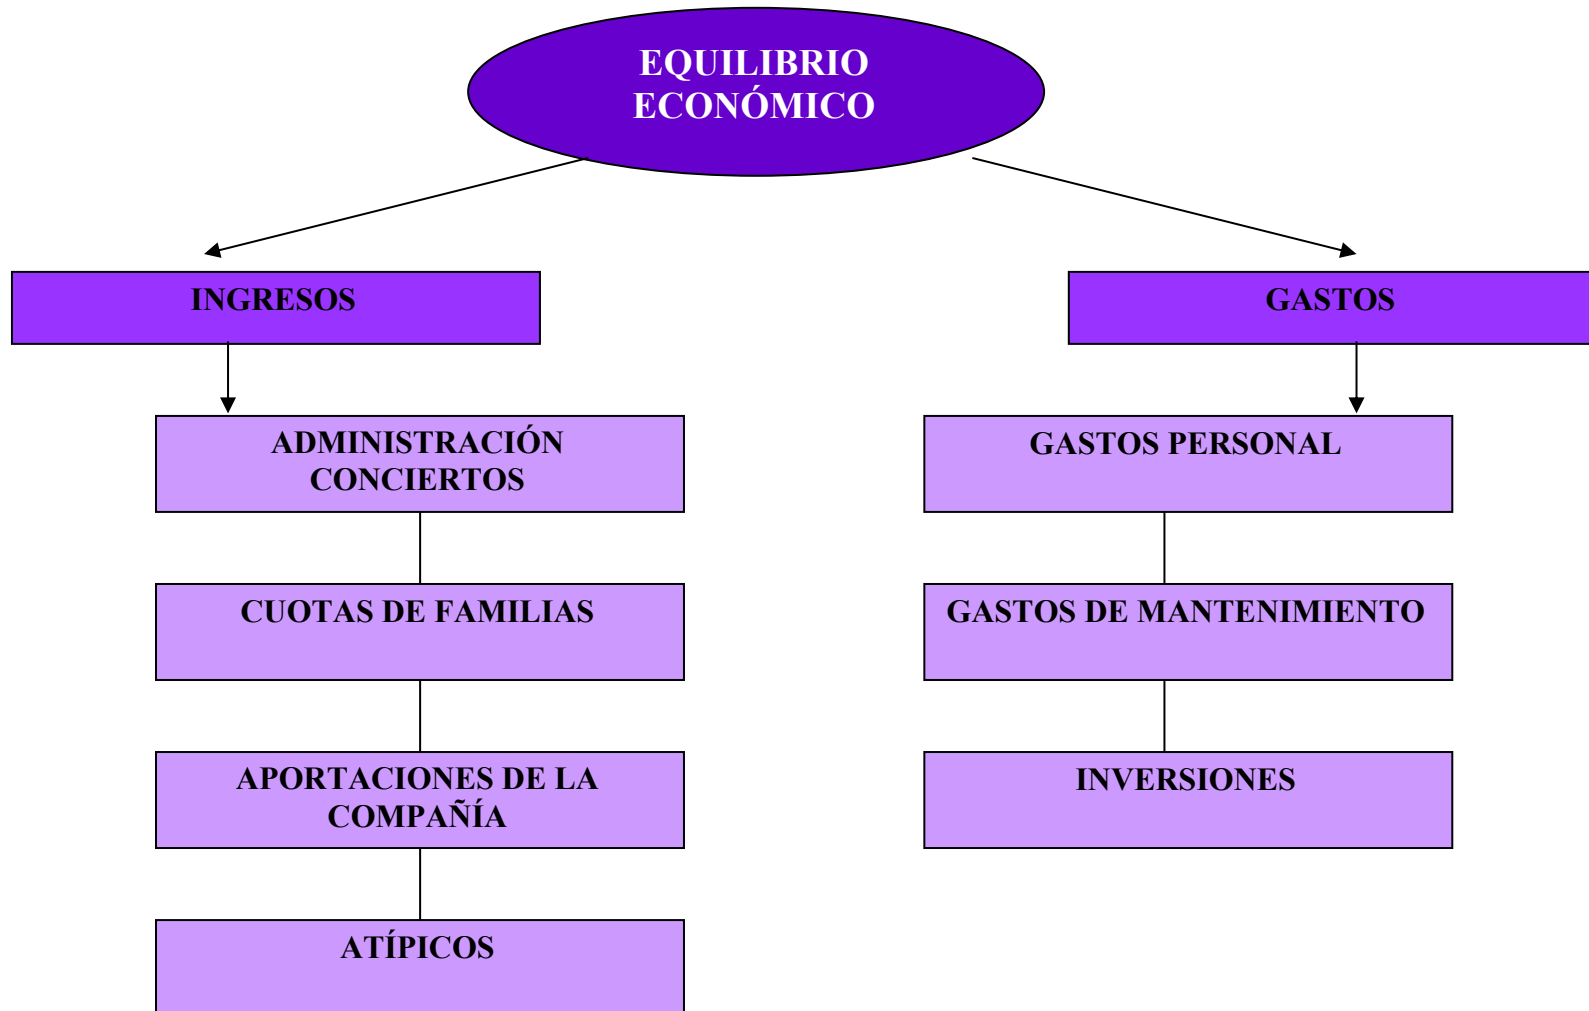 EQUILIBRIO
ECONÓMICO
INGRESOS
GASTOS
ADMINISTRACIÓN
CONCIERTOS
GASTOS PERSONAL
CUOTAS DE FAMILIAS
GASTOS DE MANTENIMIENTO
APORTACIONES DE LA
COMPAÑÍA
INVERSIONES
ATÍPICOS